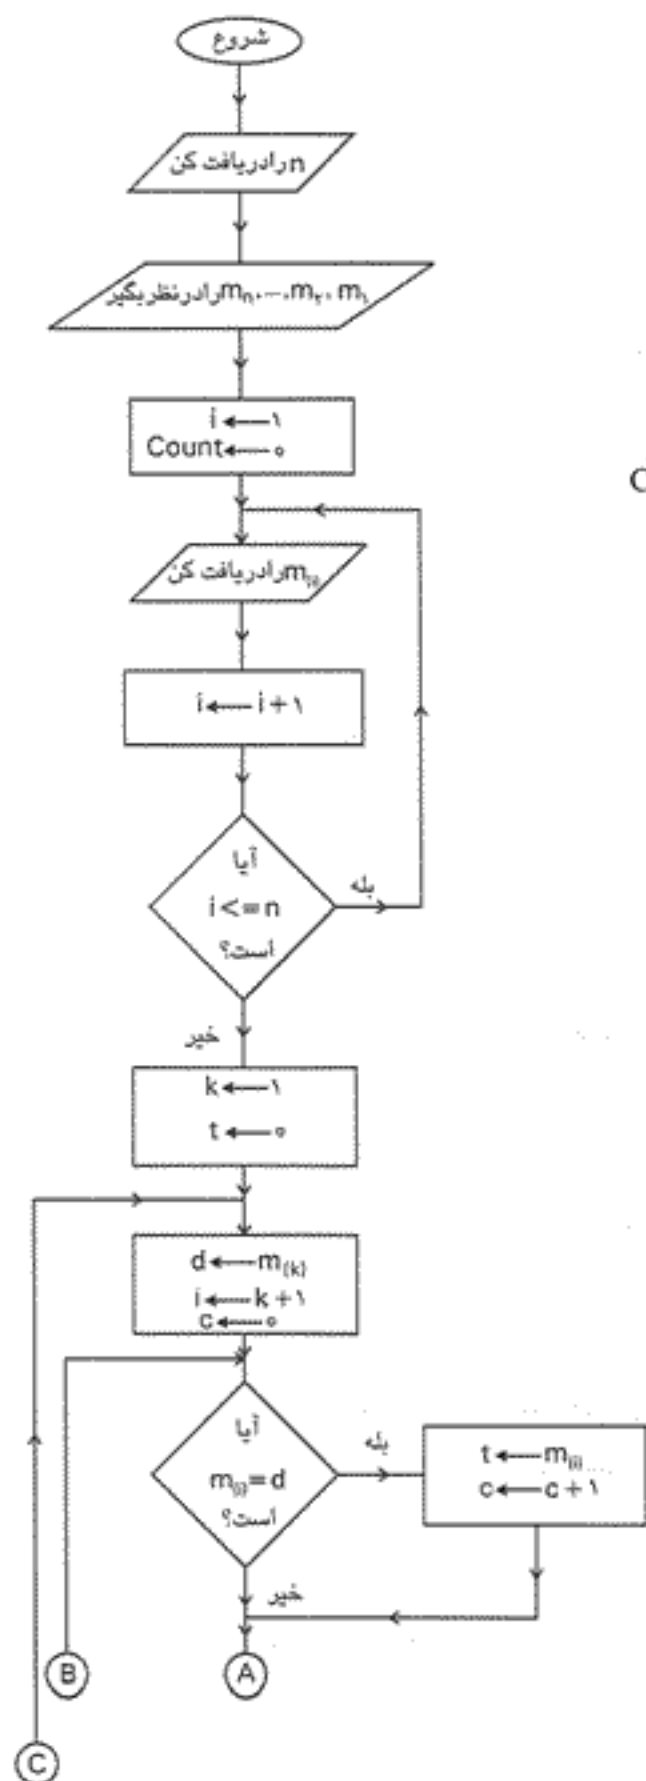 شروع
n را دریافت کن
m₁، m₂، ...، mₙ را در نظر بگیر
i ← ۱
Count ← ۰
m₍ᵢ₎ را دریافت کن
i ← i + ۱
آیا
i <= n
است؟
بله
خیر
k ← ۱
t ← ۰
d ← m₍ₖ₎
i ← k + ۱
c ← ۰
آیا
m₍ᵢ₎ = d
است؟
بله
t ← m₍ᵢ₎
c ← c + ۱
خیر
B
A
C